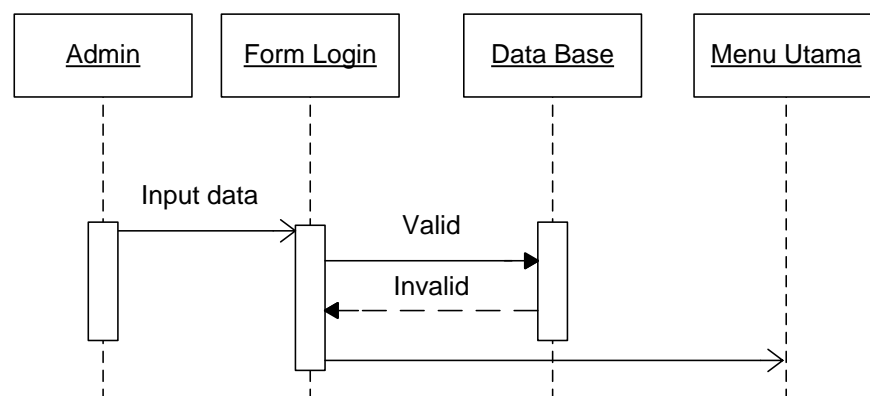 Admin
Form Login
Data Base
Menu Utama
Input data
Valid
Invalid